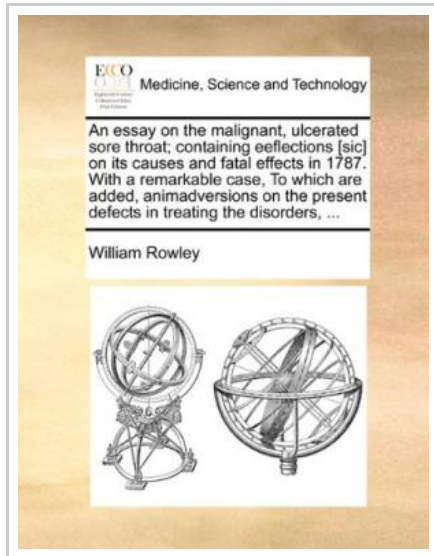 ECCO
Medicine, Science and Technology
An essay on the malignant, ulcerated
sore throat; containing eeflections [sic]
on its causes and fatal effects in 1787.
With a remarkable case, To which are
added, animadversions on the present
defects in treating the disorders, ...
William Rowley